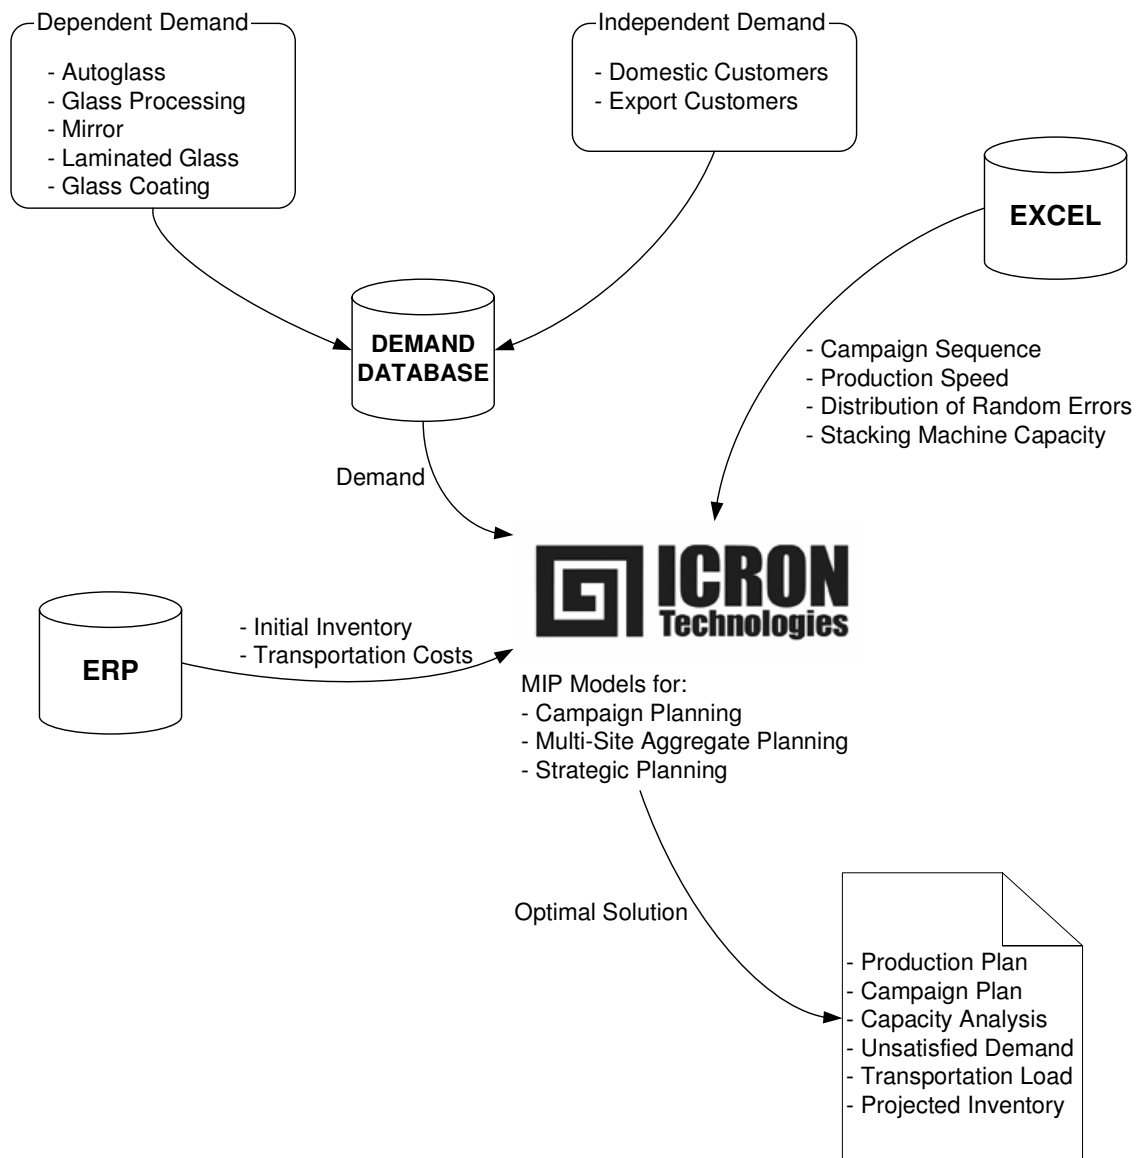 Dependent Demand
- Autoglass
- Glass Processing
- Mirror
- Laminated Glass
- Glass Coating
Independent Demand
- Domestic Customers
- Export Customers
EXCEL
DEMAND
DATABASE
- Campaign Sequence
- Production Speed
- Distribution of Random Errors
- Stacking Machine Capacity
Demand
ICRON
Technologies
ERP
- Initial Inventory
- Transportation Costs
MIP Models for:
- Campaign Planning
- Multi-Site Aggregate Planning
- Strategic Planning
Optimal Solution
- Production Plan
- Campaign Plan
- Capacity Analysis
- Unsatisfied Demand
- Transportation Load
- Projected Inventory